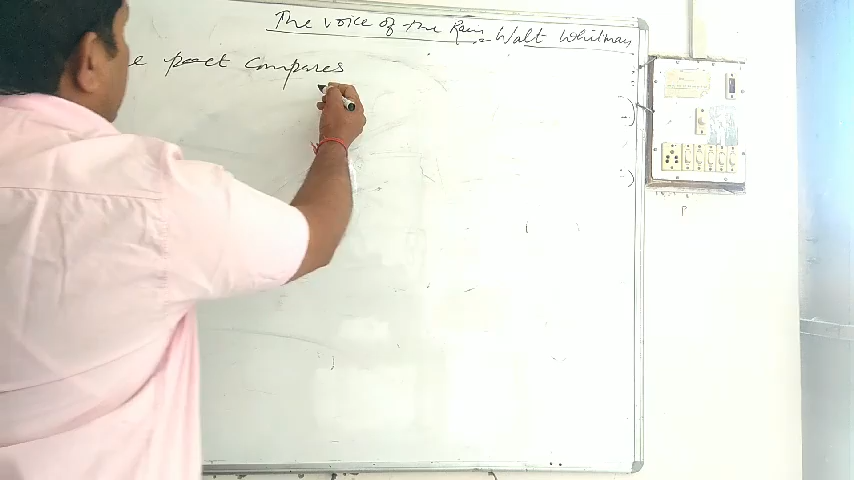 The voice of the Rain - Walt Whitman
e poet Compares
P